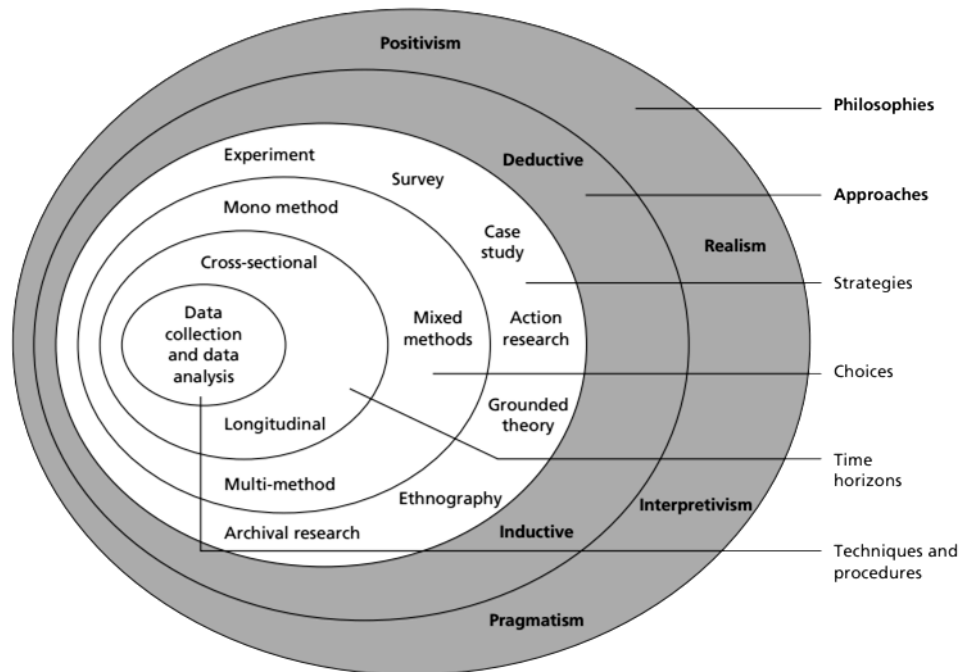 Positivism
Philosophies
Experiment
Deductive
Survey
Approaches
Mono method
Case
study
Realism
Cross-sectional
Strategies
Data
collection
and data
analysis
Mixed
methods
Action
research
Choices
Longitudinal
Grounded
theory
Time
horizons
Multi-method
Ethnography
Interpretivism
Archival research
Inductive
Techniques and
procedures
Pragmatism